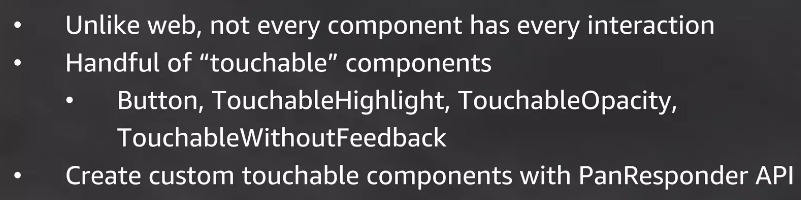 • Unlike web, not every component has every interaction
• Handful of “touchable” components
• Button, TouchableHighlight, TouchableOpacity,
TouchableWithoutFeedback
• Create custom touchable components with PanResponder API